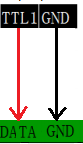 TTL1 GND
DATA GND